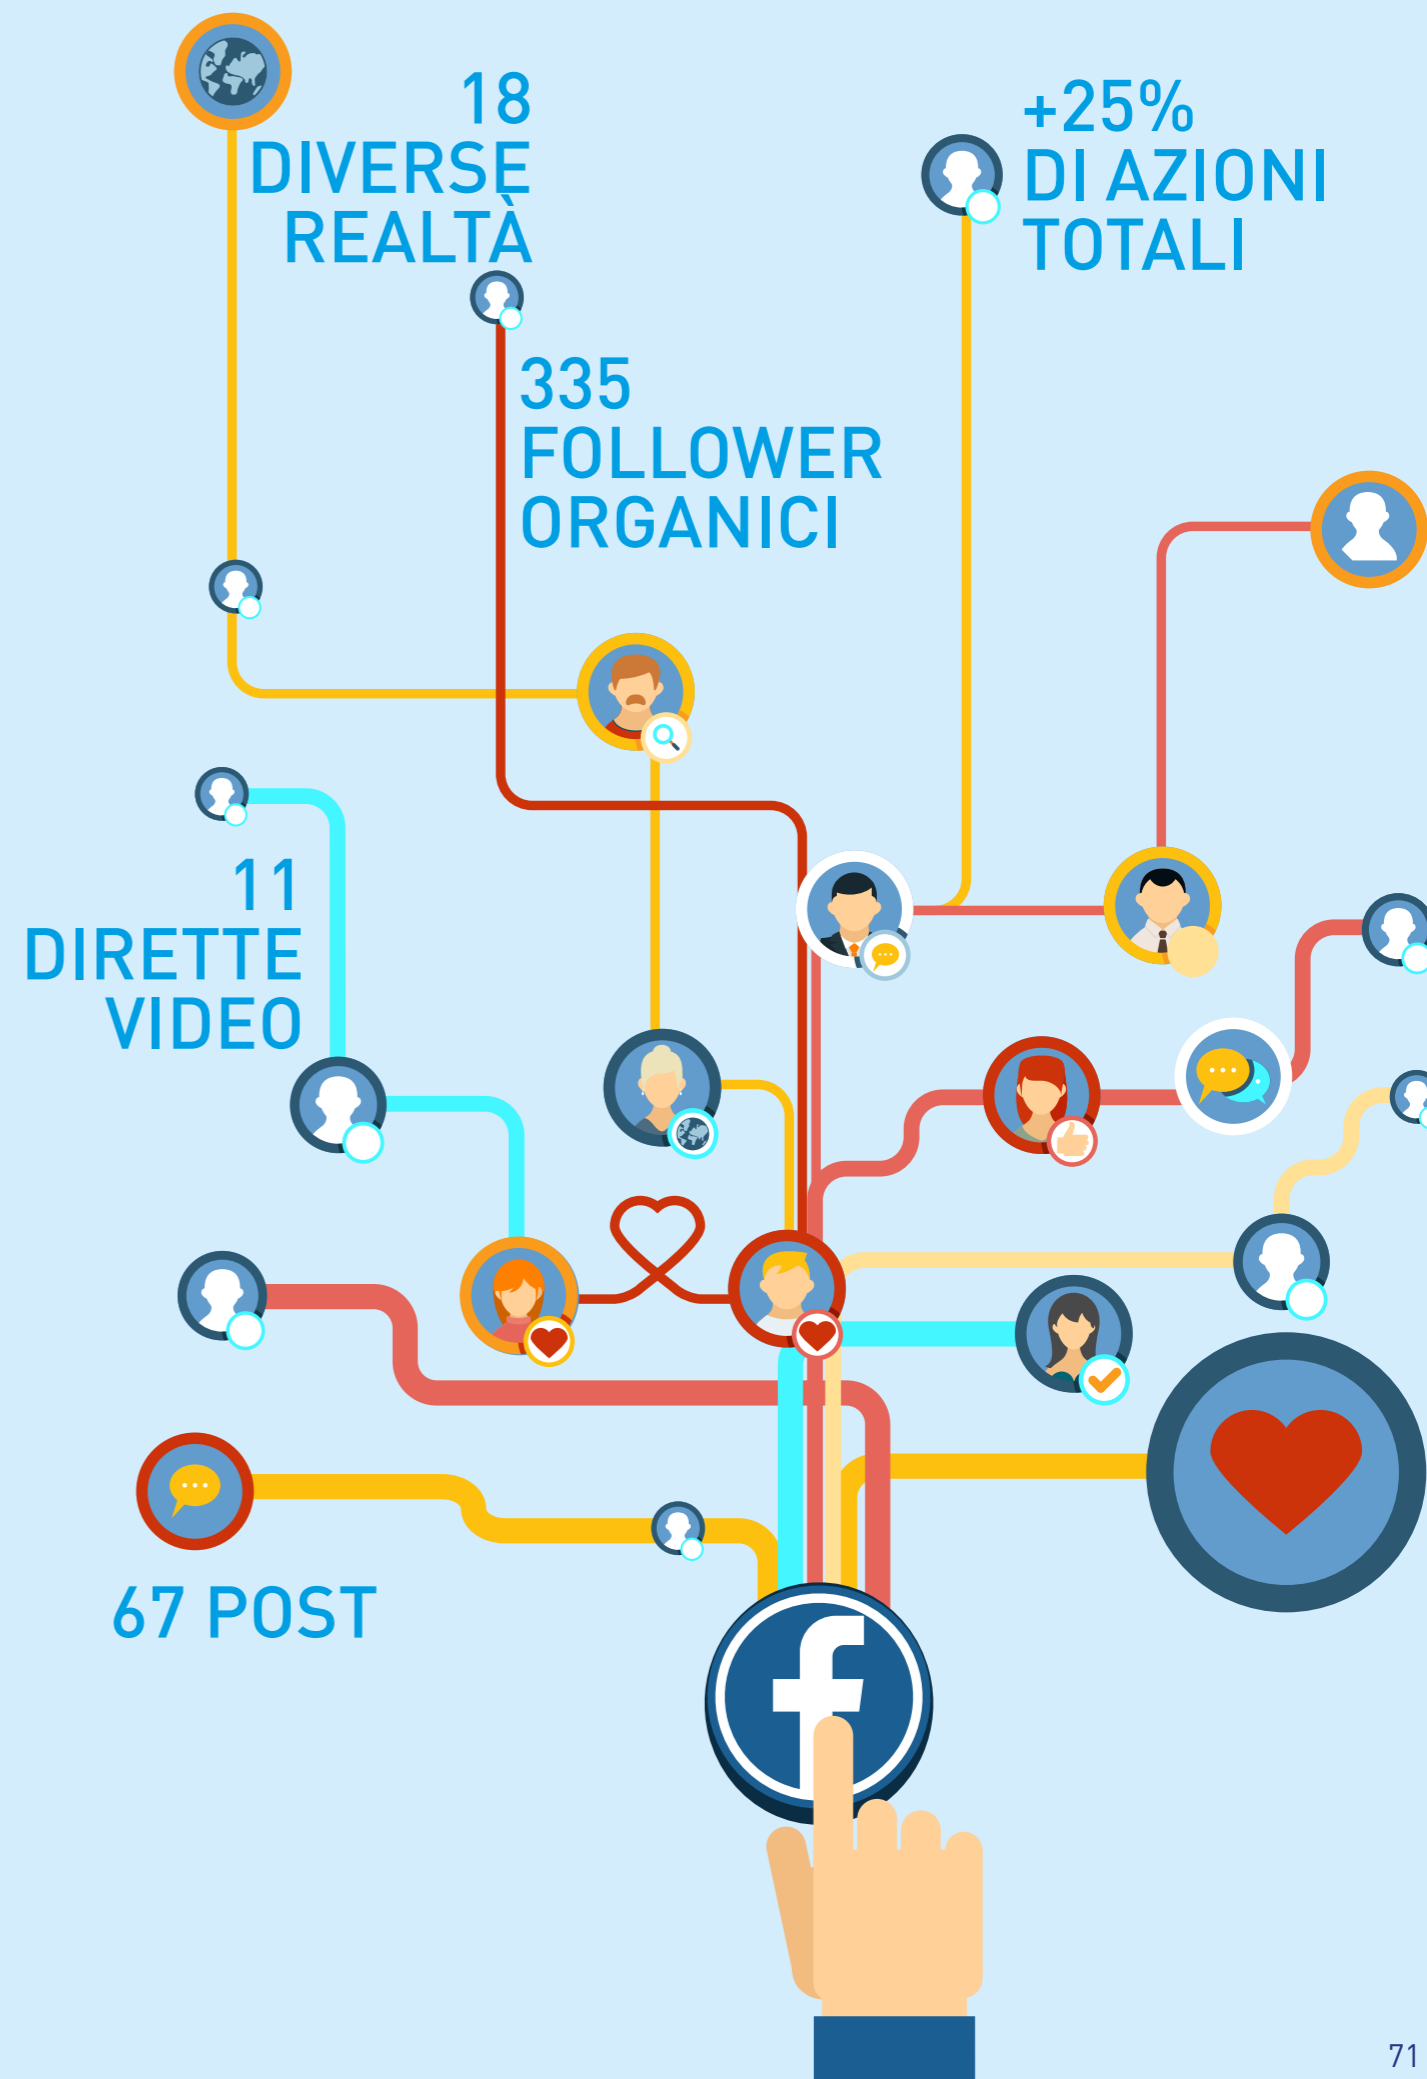 18
DIVERSE
REALTÀ
+25%
DI AZIONI
TOTALI
335
FOLLOWER
ORGANICI
11
DIRETTE
VIDEO
67 POST
71